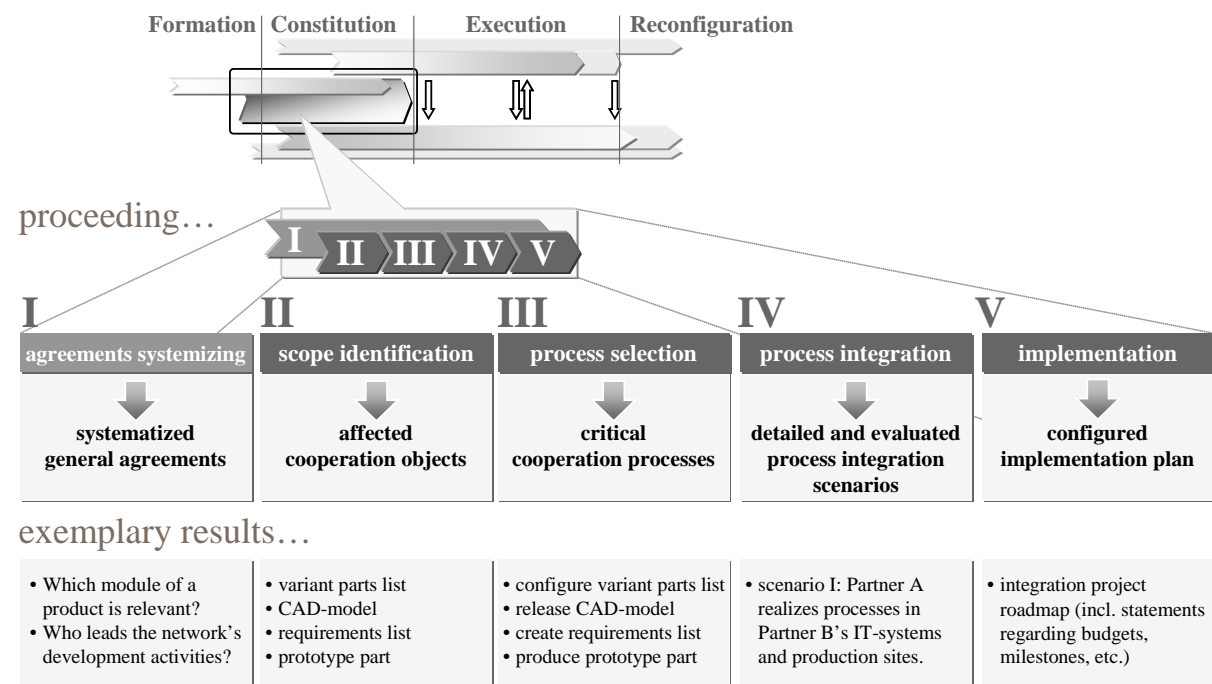 Formation Constitution Execution Reconfiguration
proceeding…
I II III IV V
I II III IV V
agreements systemizing
systematized
general agreements
scope identification
affected
cooperation objects
process selection
critical
cooperation processes
process integration
detailed and evaluated
process integration
scenarios
implementation
configured
implementation plan
exemplary results…
• Which module of a
product is relevant?
• Who leads the network’s
development activities?
• variant parts list
• CAD-model
• requirements list
• prototype part
• configure variant parts list
• release CAD-model
• create requirements list
• produce prototype part
• scenario I: Partner A
realizes processes in
Partner B’s IT-systems
and production sites.
• integration project
roadmap (incl. statements
regarding budgets,
milestones, etc.)